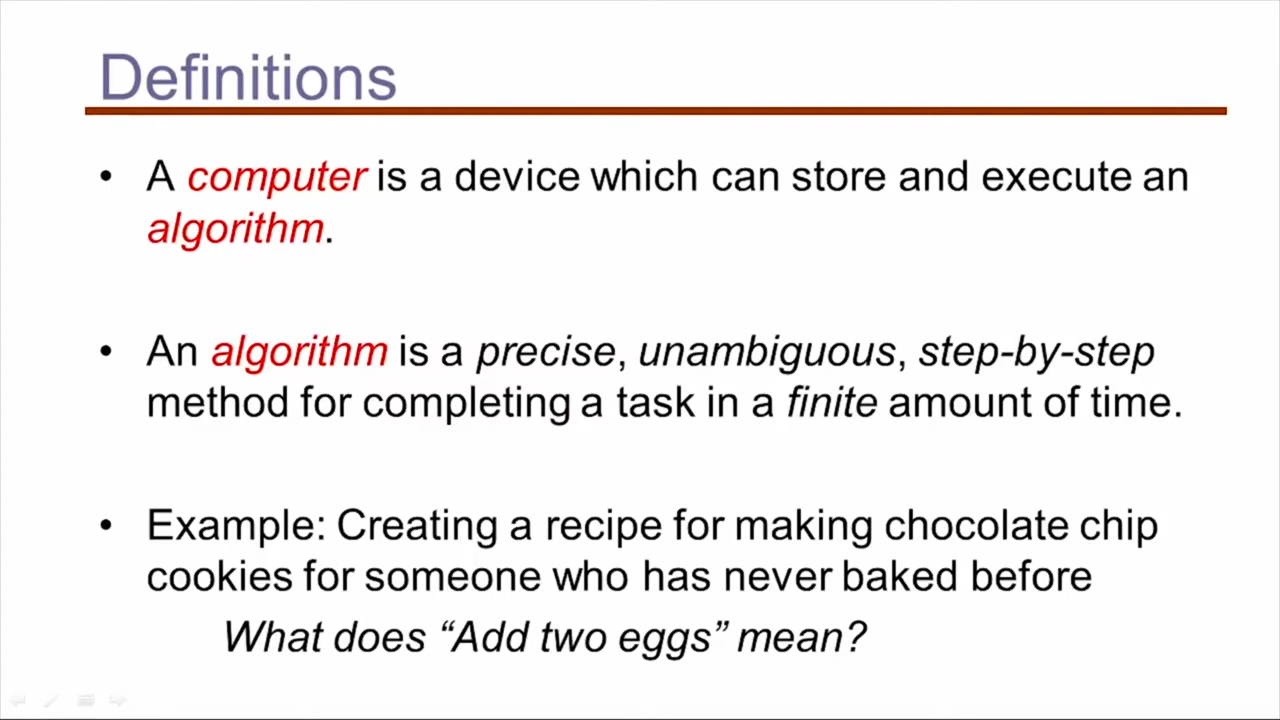 Definitions
• A computer is a device which can store and execute an
algorithm.
• An algorithm is a precise, unambiguous, step-by-step
method for completing a task in a finite amount of time.
• Example: Creating a recipe for making chocolate chip
cookies for someone who has never baked before
What does “Add two eggs” mean?